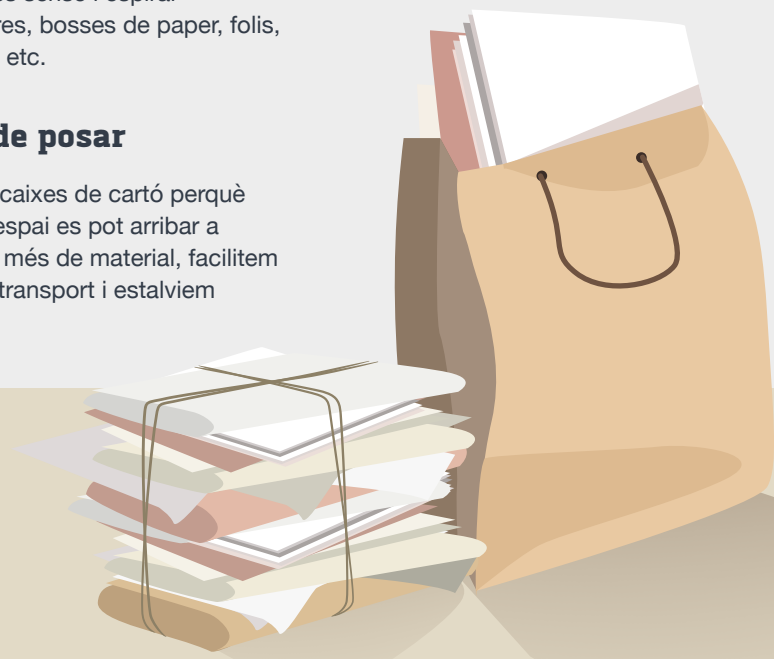 res, bosses de paper, folis,
etc.
de posar
caixes de cartó perquè
espai es pot arribar a
més de material, facilitem
transport i estalviem